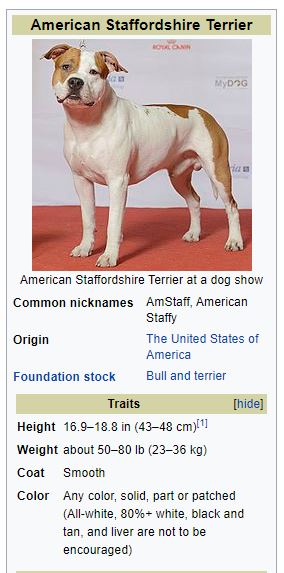 American Staffordshire Terrier
ROYAL CANIN
MyDOG
American Staffordshire Terrier at a dog show
Common nicknames AmStaff, American
Staffy
Origin The United States of
America
Foundation stock Bull and terrier
Traits [hide]
Height 16.9–18.8 in (43–48 cm)[1]
Weight about 50–80 lb (23–36 kg)
Coat Smooth
Color Any color, solid, part or patched
(All-white, 80%+ white, black and
tan, and liver are not to be
encouraged)